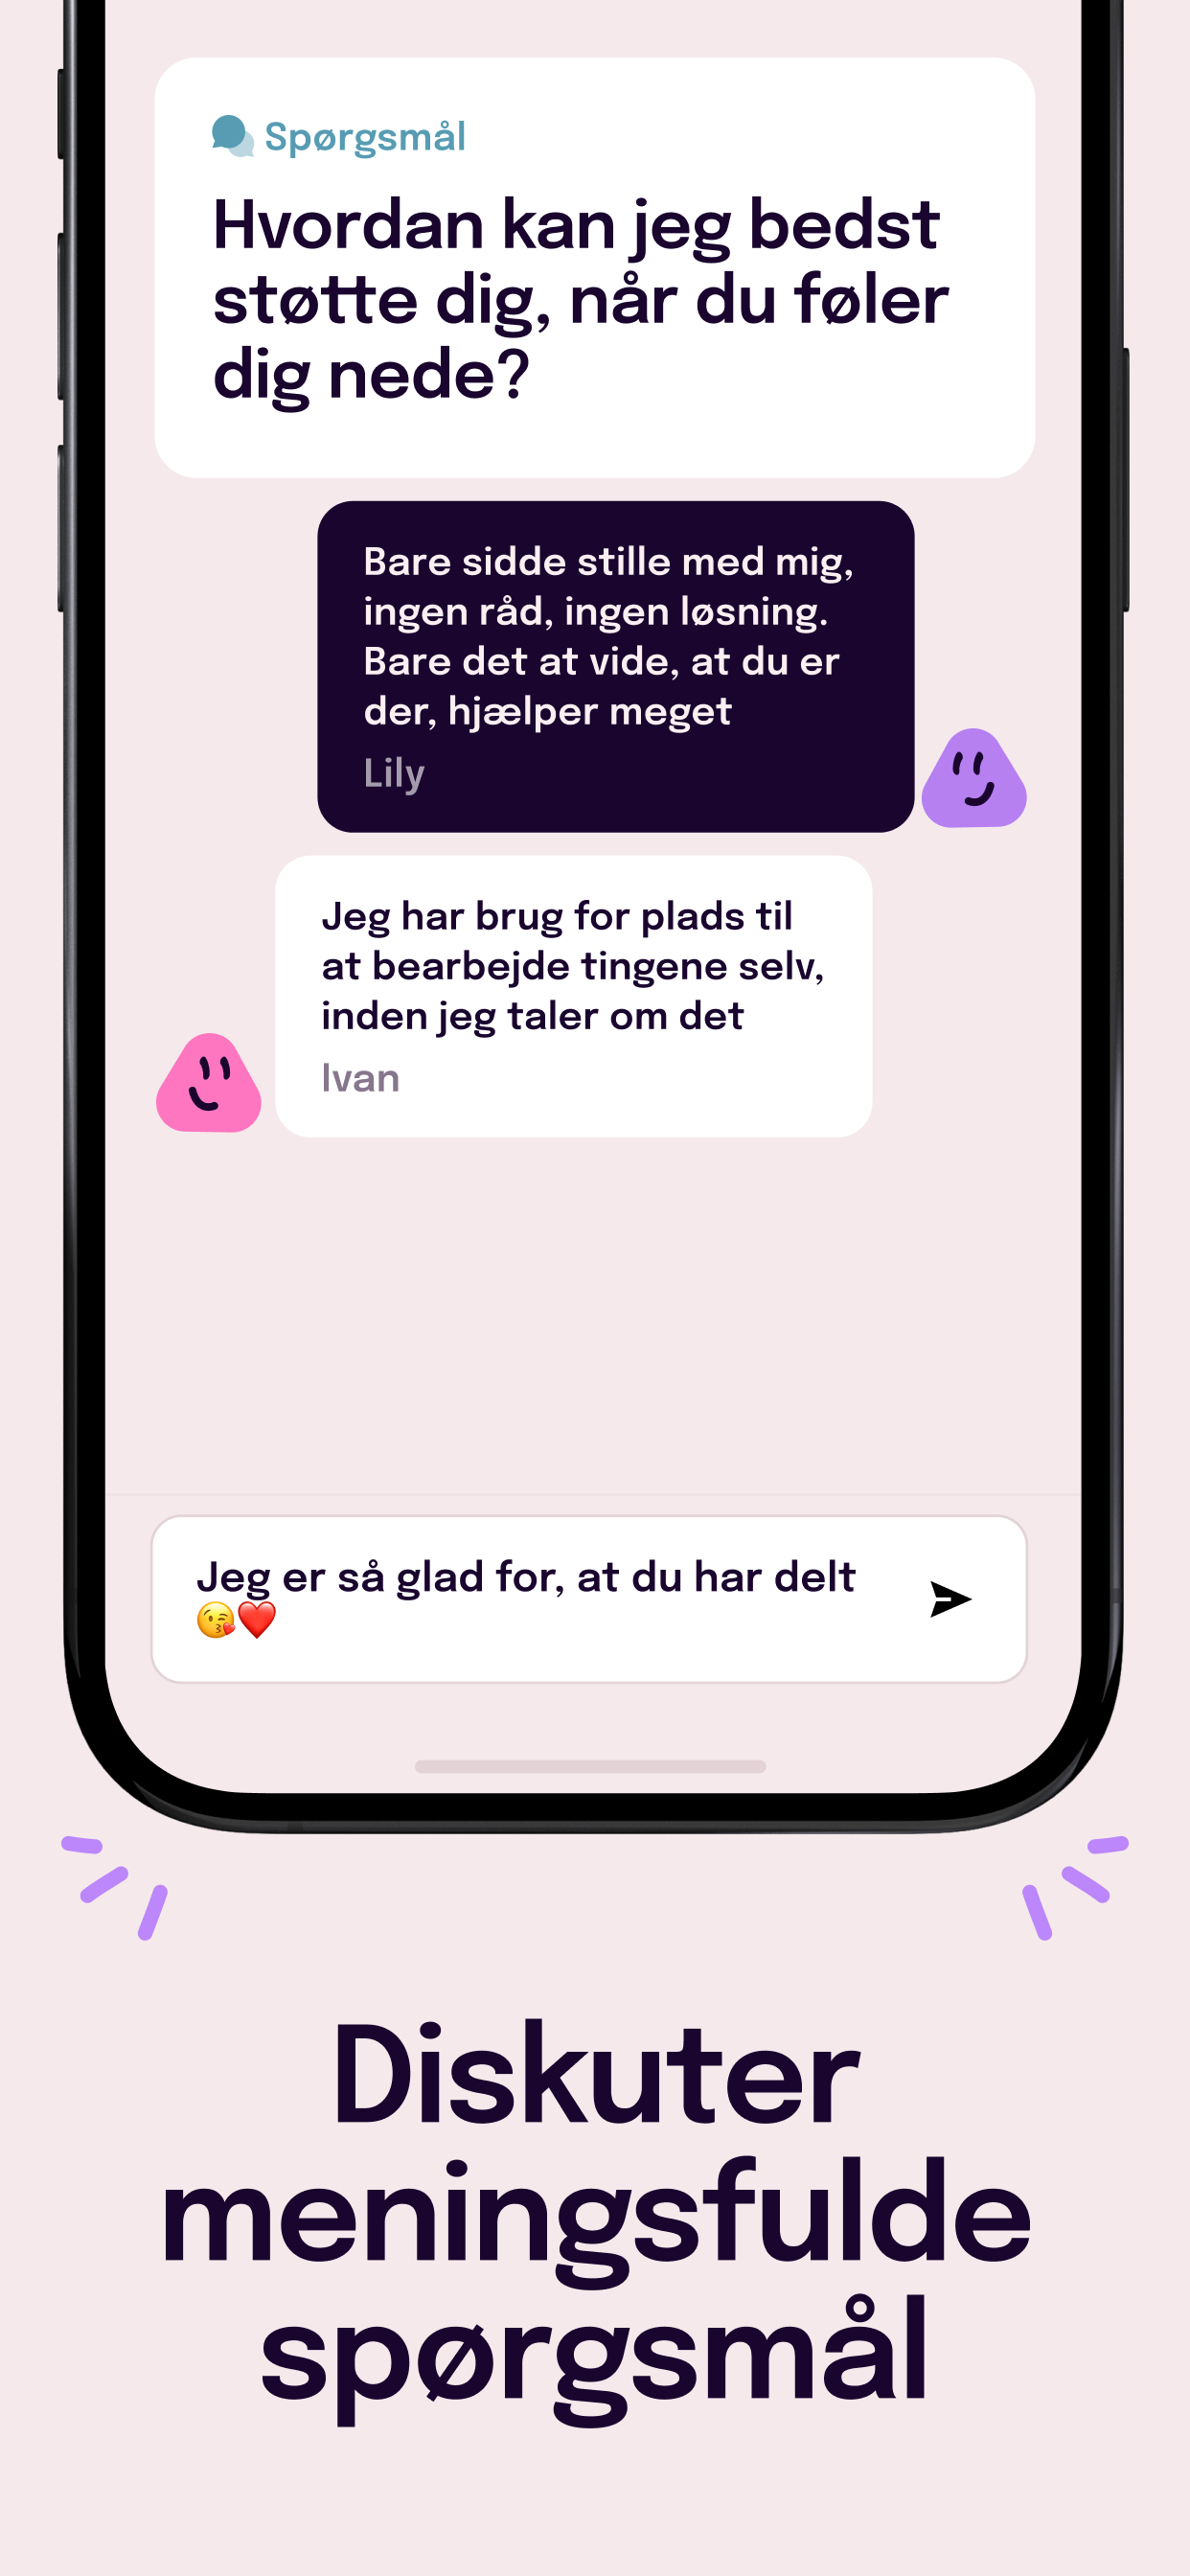 Spørgsmål
Hvordan kan jeg bedst
støtte dig, når du føler
dig nede?
Bare sidde stille med mig,
ingen råd, ingen løsning.
Bare det at vide, at du er
der, hjælper meget
Lily
Jeg har brug for plads til
at bearbejde tingene selv,
inden jeg taler om det
Ivan
Jeg er så glad for, at du har delt
😘❤️
Diskuter
meningsfulde
spørgsmål